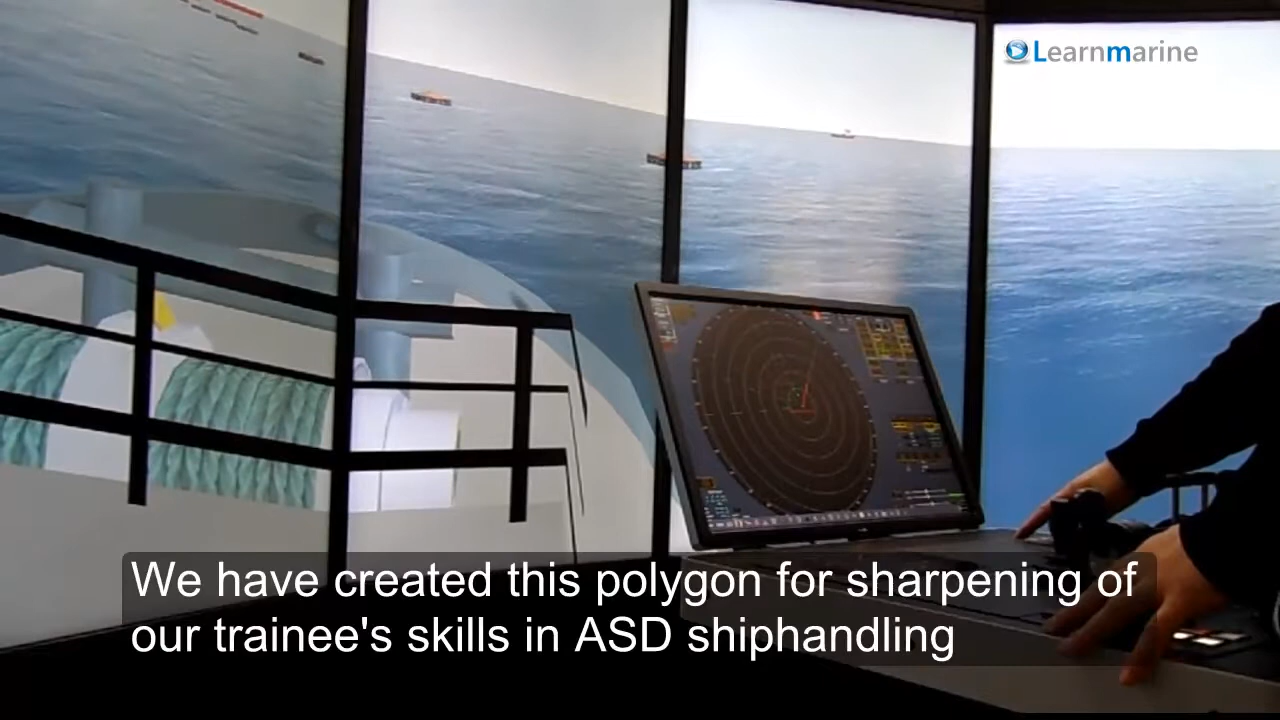 Learnmarine
We have created this polygon for sharpening of
our trainee's skills in ASD shiphandling